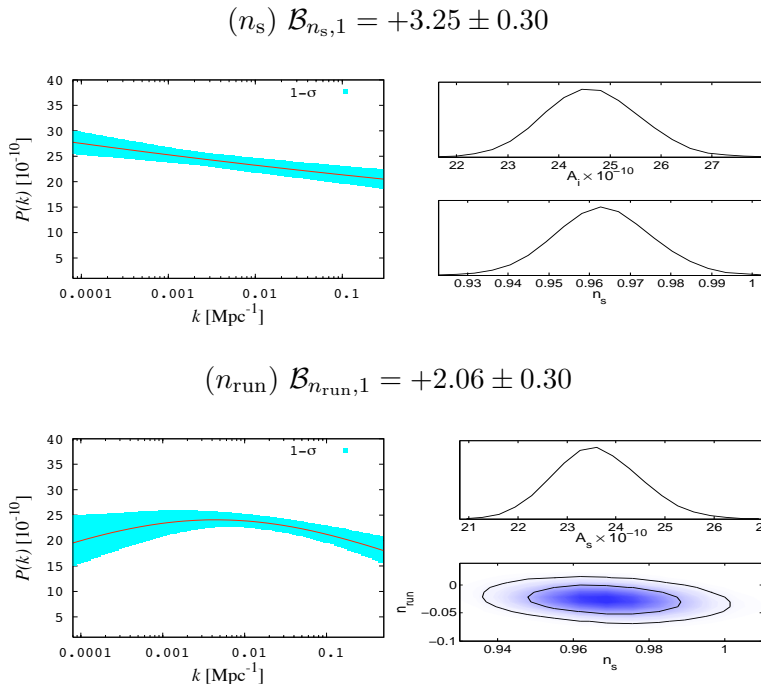 (n_s) B_{n_s,1} = +3.25 ± 0.30
40
35
30
25
20
15
10
5
P(k) [10^{-10}]
1-σ
0.0001 0.001 0.01 0.1
k [Mpc^{-1}]
22 23 24 25 26 27
A_i × 10^{-10}
0.93 0.94 0.95 0.96 0.97 0.98 0.99 1
n_s
(n_run) B_{n_run,1} = +2.06 ± 0.30
40
35
30
25
20
15
10
5
P(k) [10^{-10}]
1-σ
0.0001 0.001 0.01 0.1
k [Mpc^{-1}]
21 22 23 24 25 26
A_s × 10^{-10}
n_run
0
−0.05
−0.1
0.94 0.96 0.98 1
n_s